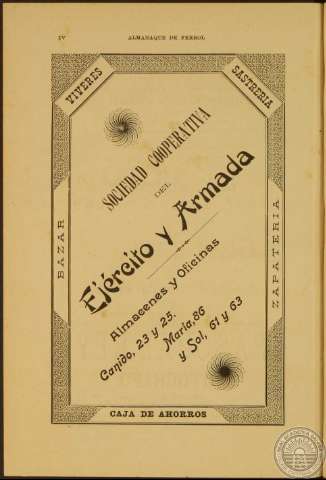 IV
ALMANAQUE DE FERROL
VIVERES
SASTRERIA
BAZAR
ZAPATERIA
SOCIEDAD COOPERATIVA
DEL
Ejército y Armada
Almacenes y Oficinas
Canido, 23 y 25.
María, 86
y Sol, 61 y 63
CAJA DE AHORROS